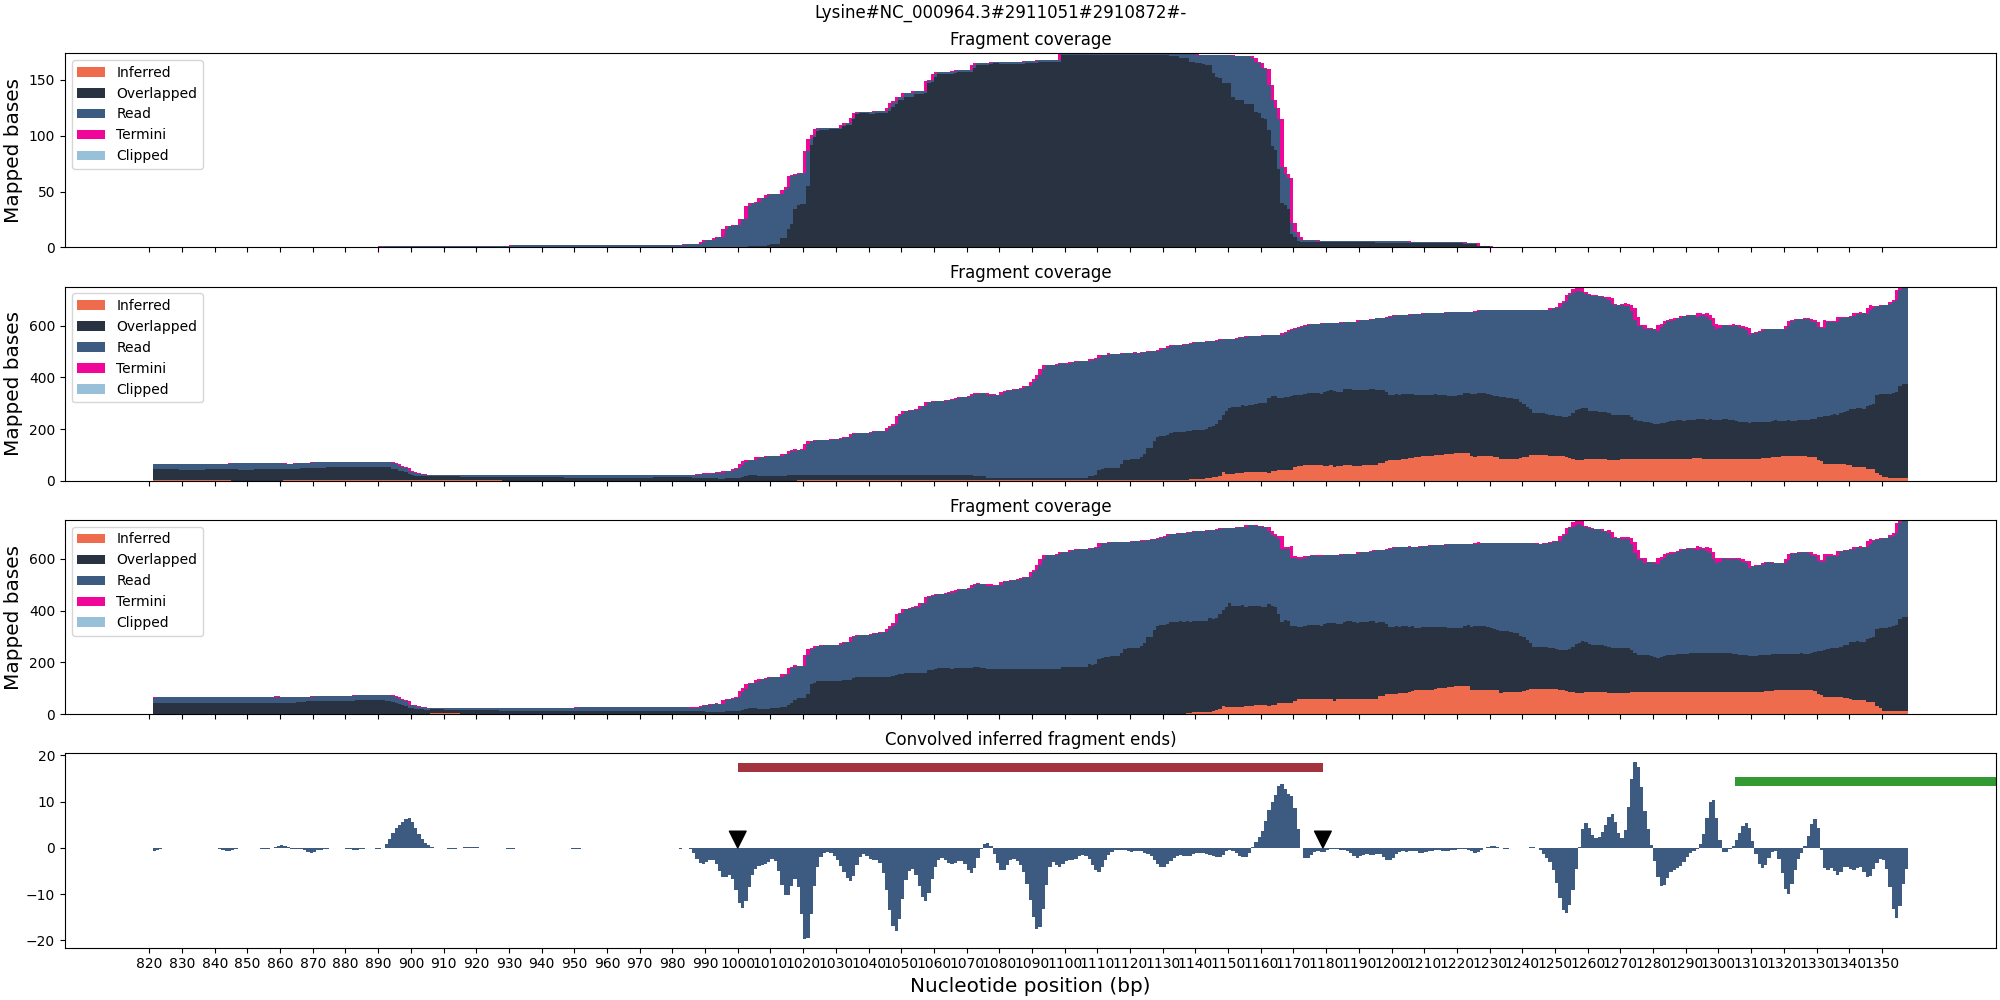 Lysine#NC_000964.3#2911051#2910872#-
Fragment coverage
Mapped bases
150
100
50
0
Inferred
Overlapped
Read
Termini
Clipped
Fragment coverage
Mapped bases
600
400
200
0
Inferred
Overlapped
Read
Termini
Clipped
Fragment coverage
Mapped bases
600
400
200
0
Inferred
Overlapped
Read
Termini
Clipped
Convolved inferred fragment ends)
20
10
0
−10
−20
820 830 840 850 860 870 880 890 900 910 920 930 940 950 960 970 980 990 1000 1010 1020 1030 1040 1050 1060 1070 1080 1090 1100 1110 1120 1130 1140 1150 1160 1170 1180 1190 1200 1210 1220 1230 1240 1250 1260 1270 1280 1290 1300 1310 1320 1330 1340 1350
Nucleotide position (bp)